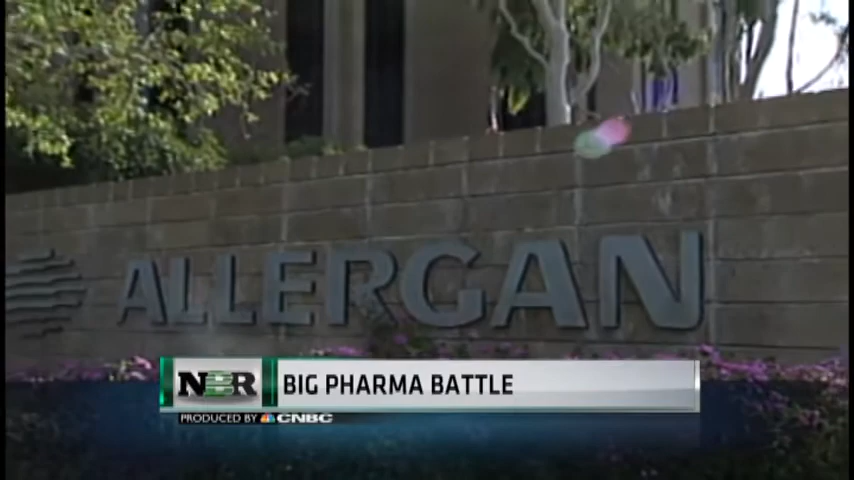 ALLERGAN
NBR
BIG PHARMA BATTLE
PRODUCED BY CNBC